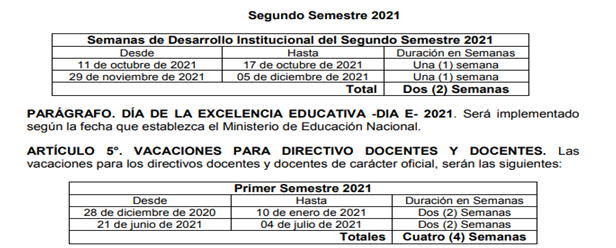 Segundo Semestre 2021
Semanas de Desarrollo Institucional del Segundo Semestre 2021
Desde Hasta Duración en Semanas
11 de octubre de 2021 17 de octubre de 2021 Una (1) semana
29 de noviembre de 2021 05 de diciembre de 2021 Una (1) semana
Total Dos (2) Semanas
PARÁGRAFO. DÍA DE LA EXCELENCIA EDUCATIVA -DIA E- 2021. Será implementado
según la fecha que establezca el Ministerio de Educación Nacional.
ARTÍCULO 5°. VACACIONES PARA DIRECTIVO DOCENTES Y DOCENTES. Las
vacaciones para los directivos docentes y docentes de carácter oficial, serán las siguientes:
Primer Semestre 2021
Desde Hasta Duración en Semanas
28 de diciembre de 2020 10 de enero de 2021 Dos (2) Semanas
21 de junio de 2021 04 de julio de 2021 Dos (2) Semanas
Totales Cuatro (4) Semanas